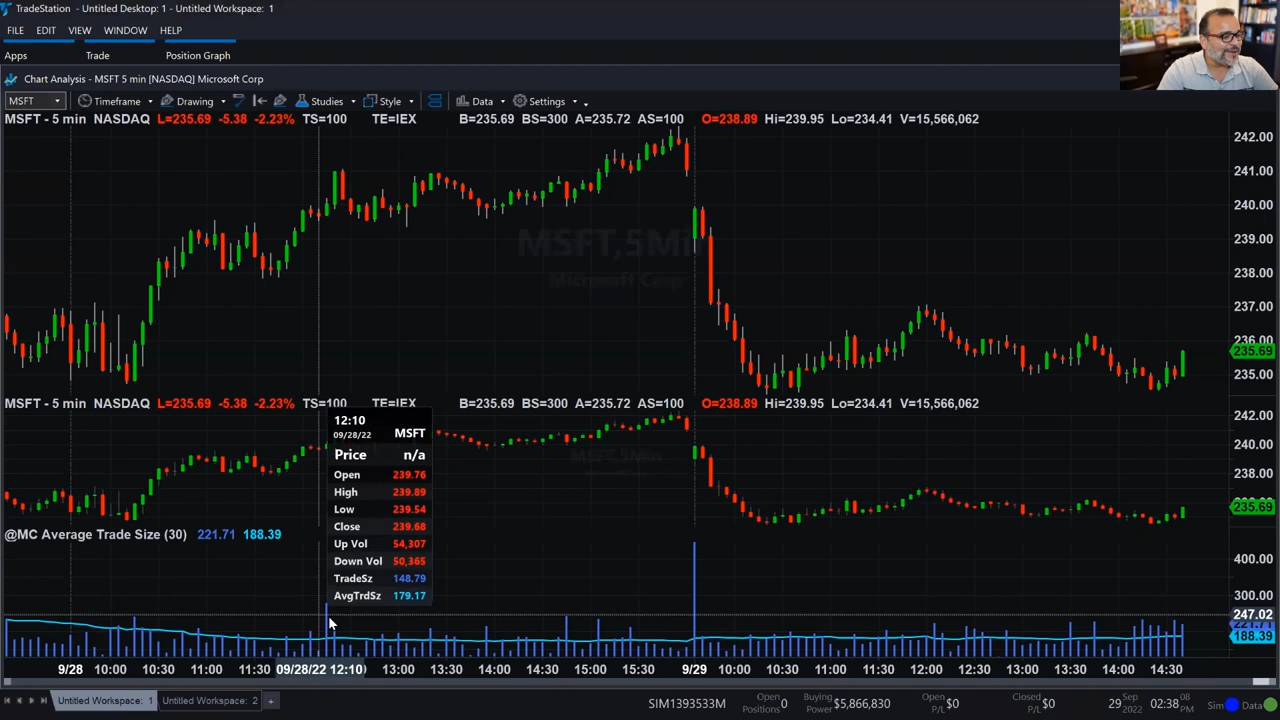 TradeStation - Untitled Desktop: 1 - Untitled Workspace: 1
FILE EDIT VIEW WINDOW HELP
Apps Trade Position Graph
Chart Analysis - MSFT 5 min [NASDAQ] Microsoft Corp
MSFT Timeframe Drawing Studies Style Data Settings
MSFT - 5 min NASDAQ L=235.69 -5.38 -2.23% TS=100 TE=IEX B=235.69 BS=300 A=235.72 AS=100 O=238.89 Hi=239.95 Lo=234.41 V=15,566,062
242.00
241.00
240.00
239.00
MSFT,5Min
Microsoft Corp
238.00
237.00
236.00
235.69
235.00
MSFT - 5 min NASDAQ L=235.69 -5.38 -2.23% TS=100 TE=IEX B=235.69 BS=300 A=235.72 AS=100 O=238.89 Hi=239.95 Lo=234.41 V=15,566,062
242.00
240.00
MSFT,5Min
238.00
235.69
12:10
09/28/22 MSFT
Price n/a
Open 239.76
High 239.89
Low 239.54
Close 239.68
Up Vol 54,307
Down Vol 50,365
TradeSz 148.79
AvgTrdSz 179.17
@MC Average Trade Size (30) 221.71 188.39
400.00
300.00
247.02
221.71
188.39
9/28 10:00 10:30 11:00 11:30 09/28/22 12:10 13:00 13:30 14:00 14:30 15:00 15:30 9/29 10:00 10:30 11:00 11:30 12:00 12:30 13:00 13:30 14:00 14:30
Untitled Workspace: 1 Untitled Workspace: 2 +
SIM1393533M Open Positions 0 Buying Power $5,866,830 Open P/L $0 Closed P/L $0 29 Sep 2022 02:38 08 PM Sim Data